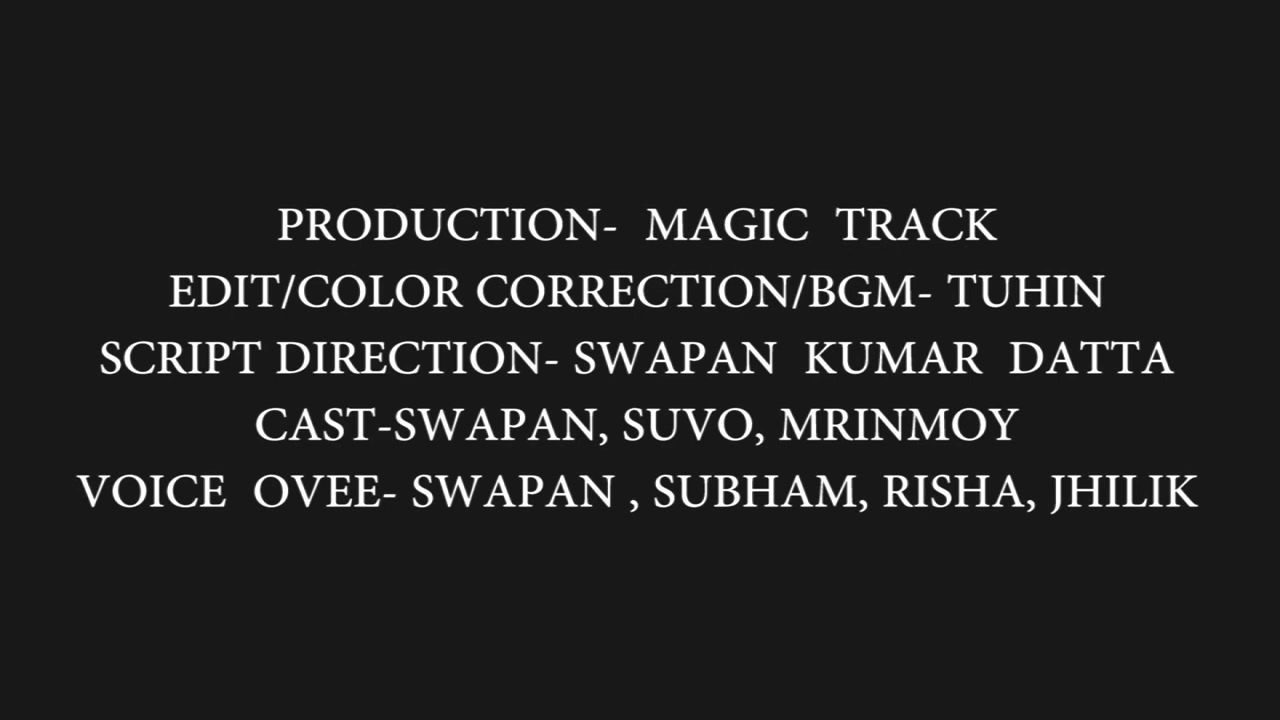 PRODUCTION-  MAGIC  TRACK
EDIT/COLOR CORRECTION/BGM- TUHIN
SCRIPT DIRECTION- SWAPAN  KUMAR  DATTA
CAST-SWAPAN, SUVO, MRINMOY
VOICE  OVEE- SWAPAN , SUBHAM, RISHA, JHILIK